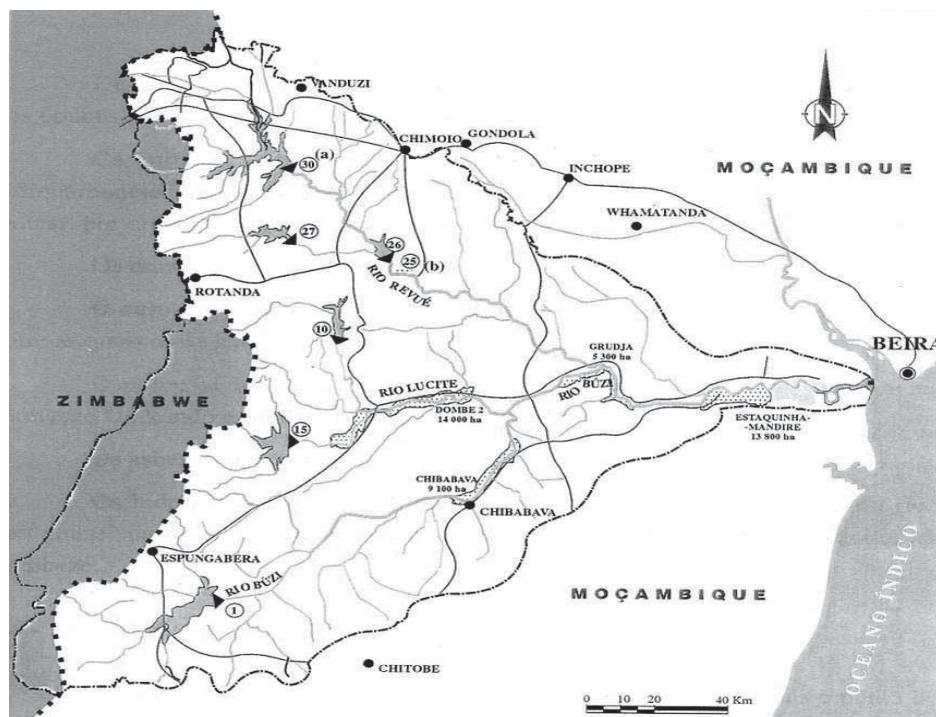 VANDUZI
CHIMOIO
GONDOLA
N
MOÇAMBIQUE
INCHOPE
30 (a)
WHAMATANDA
27
26
25 (b)
RIO REVUÉ
ROTANDA
10
BEIRA
GRUDJA
5 300 ha
RIO LUCITE
RIO BÚZI
ZIMBABWE
DOMBE 2
14 000 ha
ESTAQUINHA-
-MANDIRE
13 800 ha
15
CHIBABAVA
9 100 ha
CHIBABAVA
ESPUNGABERA
RIO BÚZI
1
MOÇAMBIQUE
OCEANO ÍNDICO
CHITOBE
0 10 20 40 Km